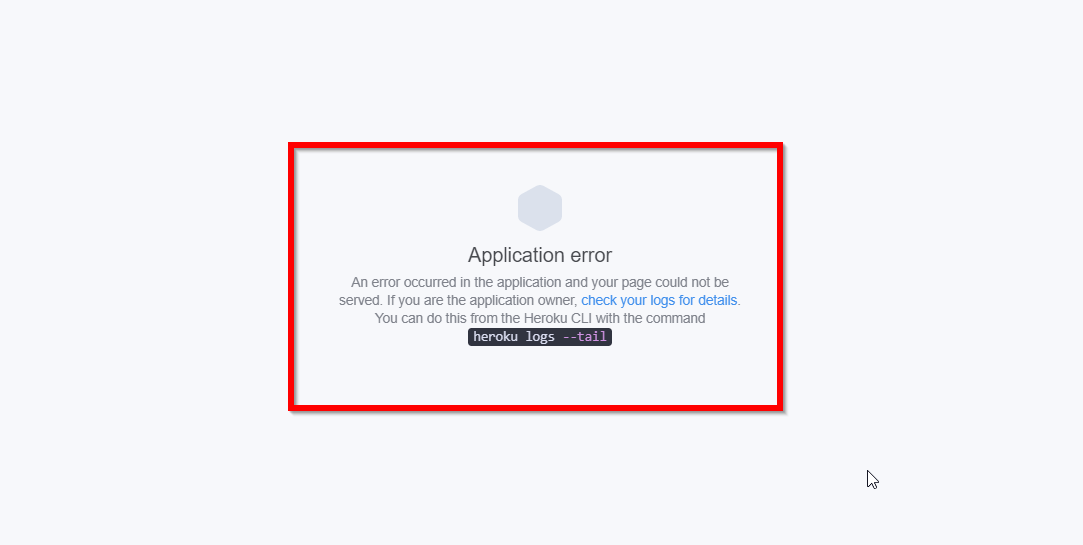 Application error
An error occurred in the application and your page could not be
served. If you are the application owner, check your logs for details.
You can do this from the Heroku CLI with the command
heroku logs --tail